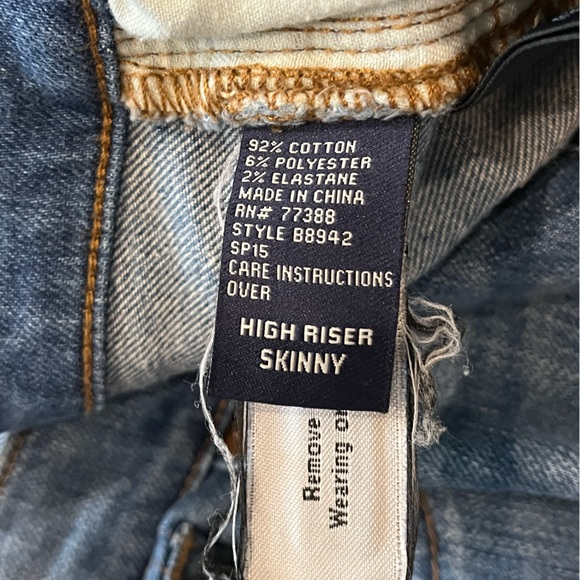 92% COTTON
6% POLYESTER
2% ELASTANE
MADE IN CHINA
RN# 77388
STYLE B8942
SP15
CARE INSTRUCTIONS
OVER
HIGH RISER
SKINNY
Remove
Wearing